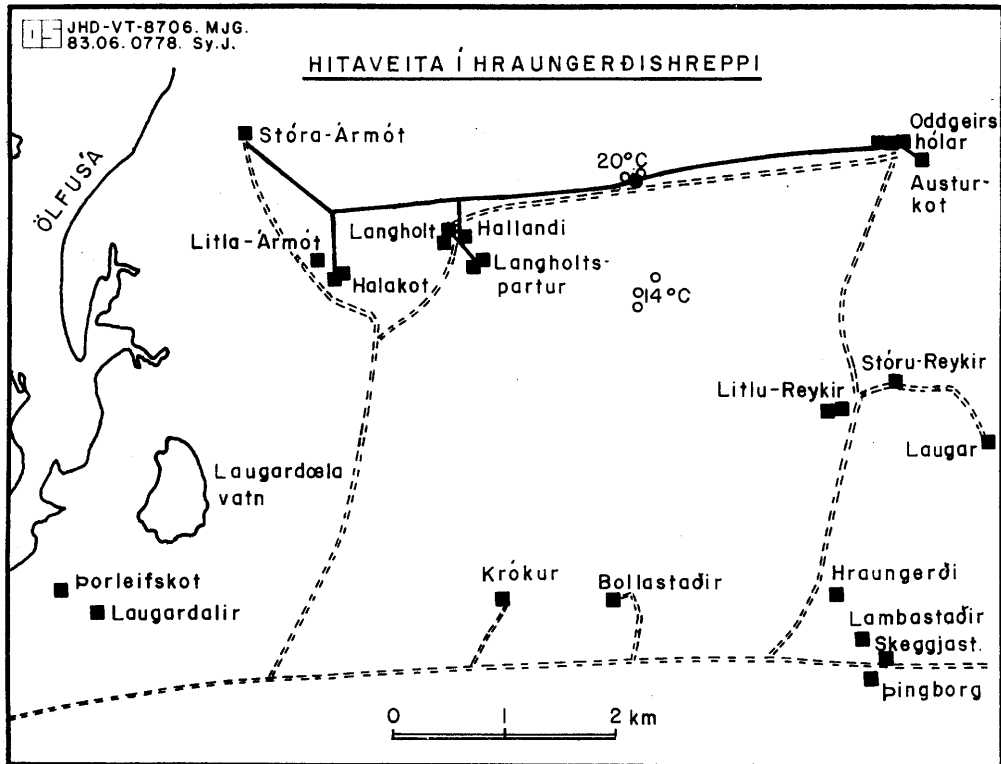 OS JHD-VT-8706. MJG.
83.06.0778. Sy.J.
HITAVEITA Í HRAUNGERÐISHREPPI
ÖLFUSÁ
Stóra-Ármót
20°C
Oddgeirs
hólar
Austur-
kot
Litla-Ármót
Langholt
Hallandi
Halakot
Langholts-
partur
14°C
Stóru-Reykir
Litlu-Reykir
Laugar
Laugardœla
vatn
Þorleifskot
Laugardalir
Krókur
Bollastaðir
Hraungerði
Lambastaðir
Skeggjast.
Þingborg
0 1 2 km